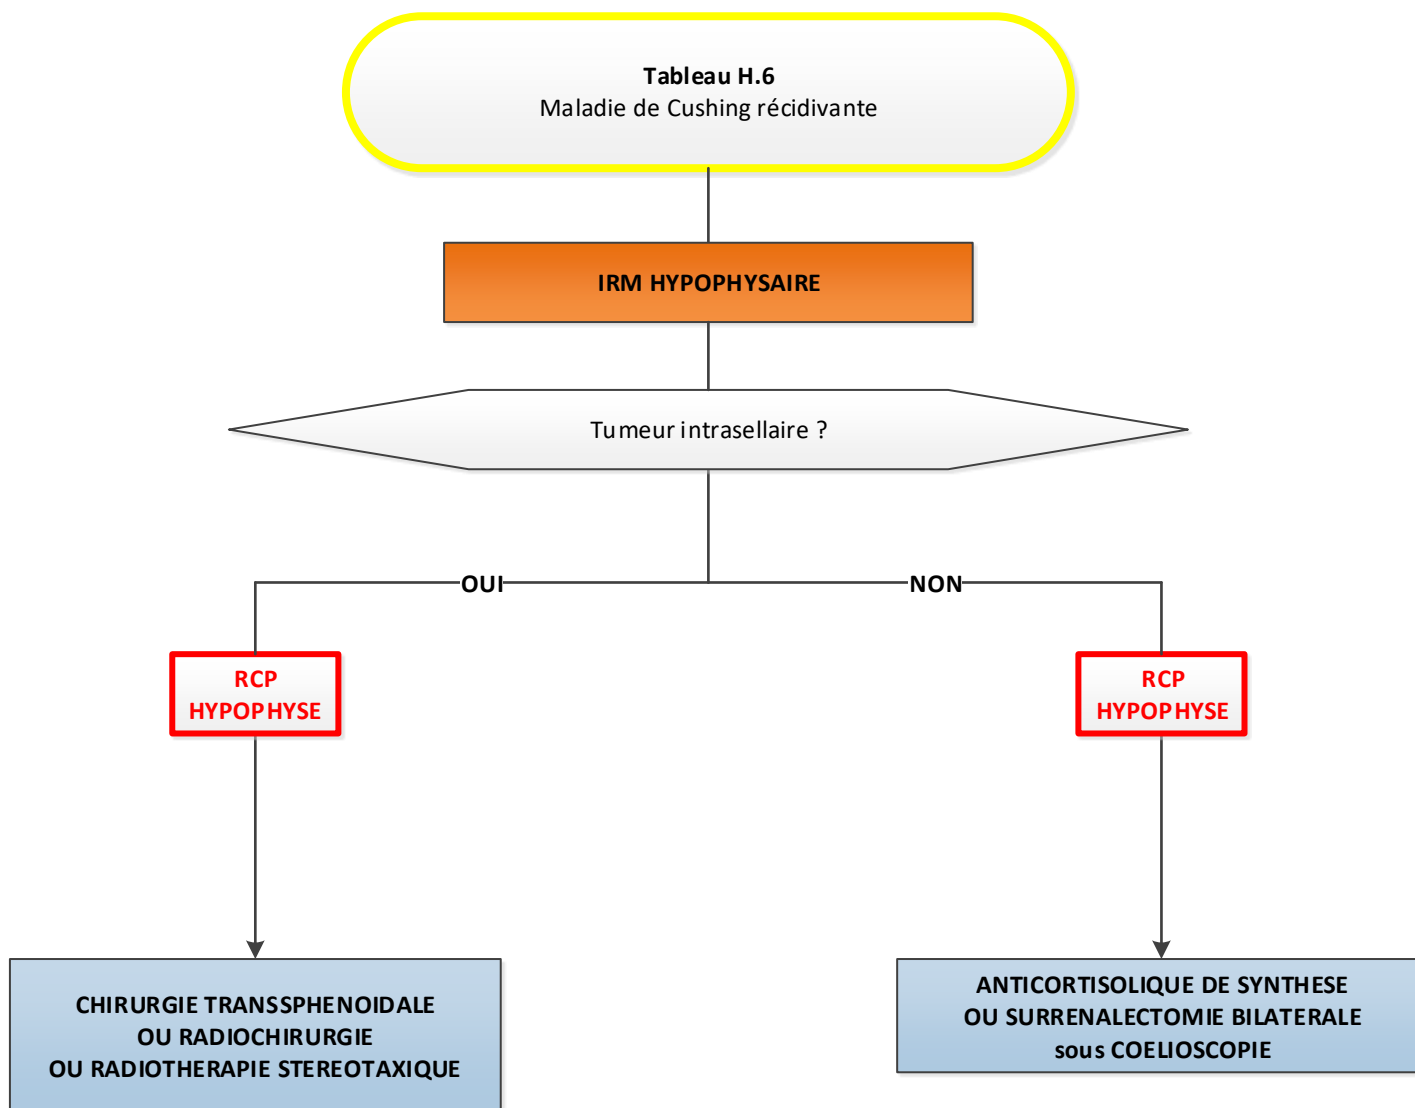 Tableau H.6
Maladie de Cushing récidivante
IRM HYPOPHYSAIRE
Tumeur intrasellaire ?
OUI
NON
RCP
HYPOPHYSE
RCP
HYPOPHYSE
CHIRURGIE TRANSSPHENOIDALE
OU RADIOCHIRURGIE
OU RADIOTHERAPIE STEREOTAXIQUE
ANTICORTISOLIQUE DE SYNTHESE
OU SURRENALECTOMIE BILATERALE
sous COELIOSCOPIE